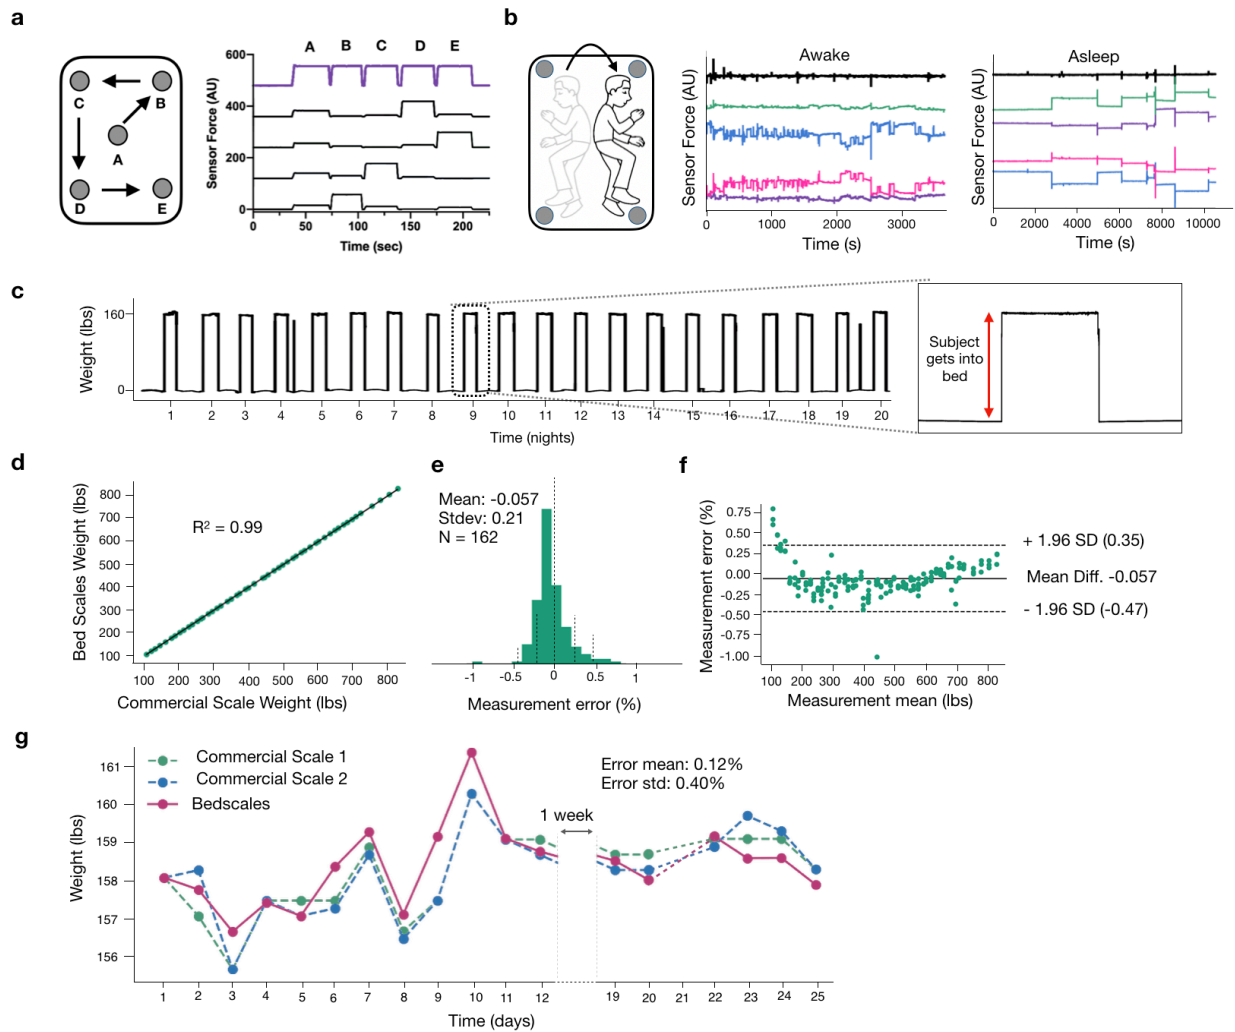 a
C
B
A
D
E
A B C D E
600
400
200
0
Sensor Force (AU)
0 50 100 150 200
Time (sec)
b
Awake
Sensor Force (AU)
0 1000 2000 3000
Time (s)
Asleep
Sensor Force (AU)
0 2000 4000 6000 8000 10000
Time (s)
c
Weight (lbs)
160
0
1 2 3 4 5 6 7 8 9 10 11 12 13 14 15 16 17 18 19 20
Time (nights)
Subject
gets into
bed
d
Bed Scales Weight (lbs)
800
700
600
500
400
300
200
100
R² = 0.99
100 200 300 400 500 600 700 800
Commercial Scale Weight (lbs)
e
Mean: -0.057
Stdev: 0.21
N = 162
-1 -0.5 0 0.5 1
Measurement error (%)
f
Measurement error (%)
0.75
0.50
0.25
0.00
-0.25
-0.50
-0.75
-1.00
+ 1.96 SD (0.35)
Mean Diff. -0.057
- 1.96 SD (-0.47)
100 200 300 400 500 600 700 800
Measurement mean (lbs)
g
Weight (lbs)
161
160
159
158
157
156
Commercial Scale 1
Commercial Scale 2
Bedscales
Error mean: 0.12%
Error std: 0.40%
1 week
1 2 3 4 5 6 7 8 9 10 11 12 19 20 21 22 23 24 25
Time (days)